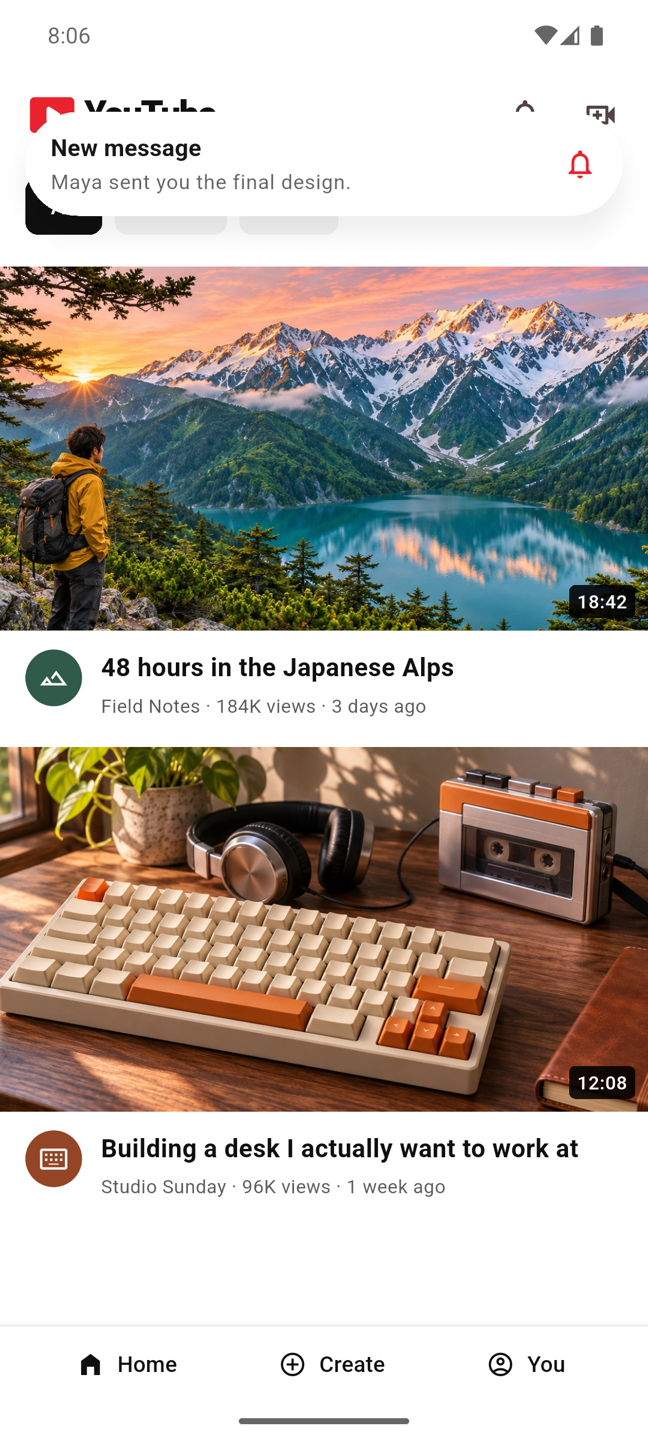 8:06
New message
Maya sent you the final design.
18:42
48 hours in the Japanese Alps
Field Notes · 184K views · 3 days ago
12:08
Building a desk I actually want to work at
Studio Sunday · 96K views · 1 week ago
Home
Create
You